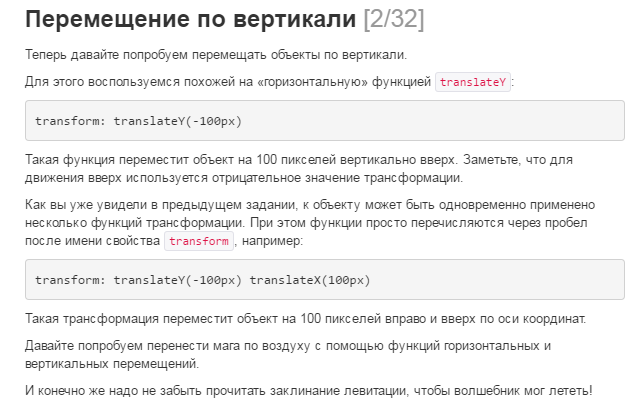 Перемещение по вертикали [2/32]
Теперь давайте попробуем перемещать объекты по вертикали.
Для этого воспользуемся похожей на «горизонтальную» функцией translateY:
transform: translateY(-100px)
Такая функция переместит объект на 100 пикселей вертикально вверх. Заметьте, что для
движения вверх используется отрицательное значение трансформации.
Как вы уже увидели в предыдущем задании, к объекту может быть одновременно применено
несколько функций трансформации. При этом функции просто перечисляются через пробел
после имени свойства transform, например:
transform: translateY(-100px) translateX(100px)
Такая трансформация переместит объект на 100 пикселей вправо и вверх по оси координат.
Давайте попробуем перенести мага по воздуху с помощью функций горизонтальных и
вертикальных перемещений.
И конечно же надо не забыть прочитать заклинание левитации, чтобы волшебник мог лететь!